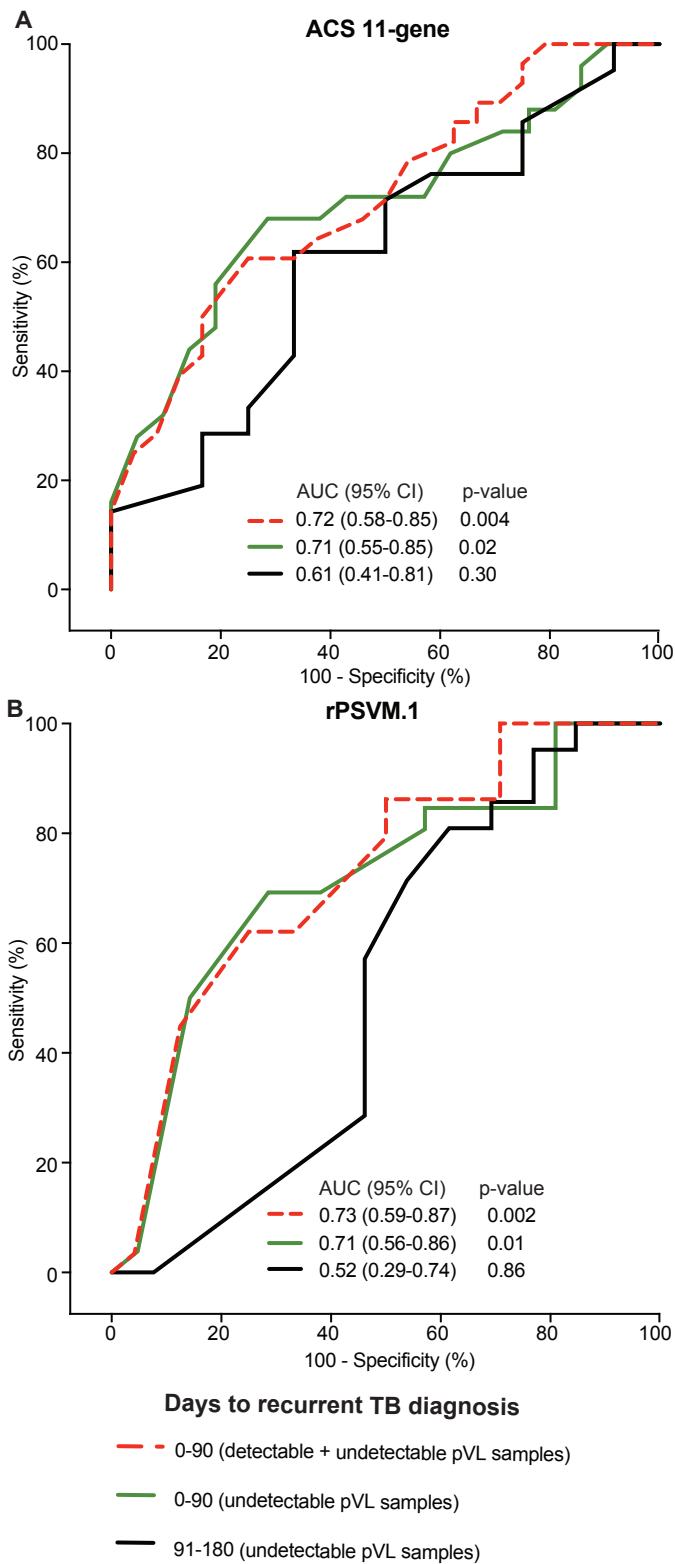 A
ACS 11-gene
100
80
60
40
20
0
Sensitivity (%)
AUC (95% CI) p-value
0.72 (0.58-0.85) 0.004
0.71 (0.55-0.85) 0.02
0.61 (0.41-0.81) 0.30
0 20 40 60 80 100
100 - Specificity (%)
B
rPSVM.1
100
80
60
40
20
0
Sensitivity (%)
AUC (95% CI) p-value
0.73 (0.59-0.87) 0.002
0.71 (0.56-0.86) 0.01
0.52 (0.29-0.74) 0.86
0 20 40 60 80 100
100 - Specificity (%)
Days to recurrent TB diagnosis
0-90 (detectable + undetectable pVL samples)
0-90 (undetectable pVL samples)
91-180 (undetectable pVL samples)